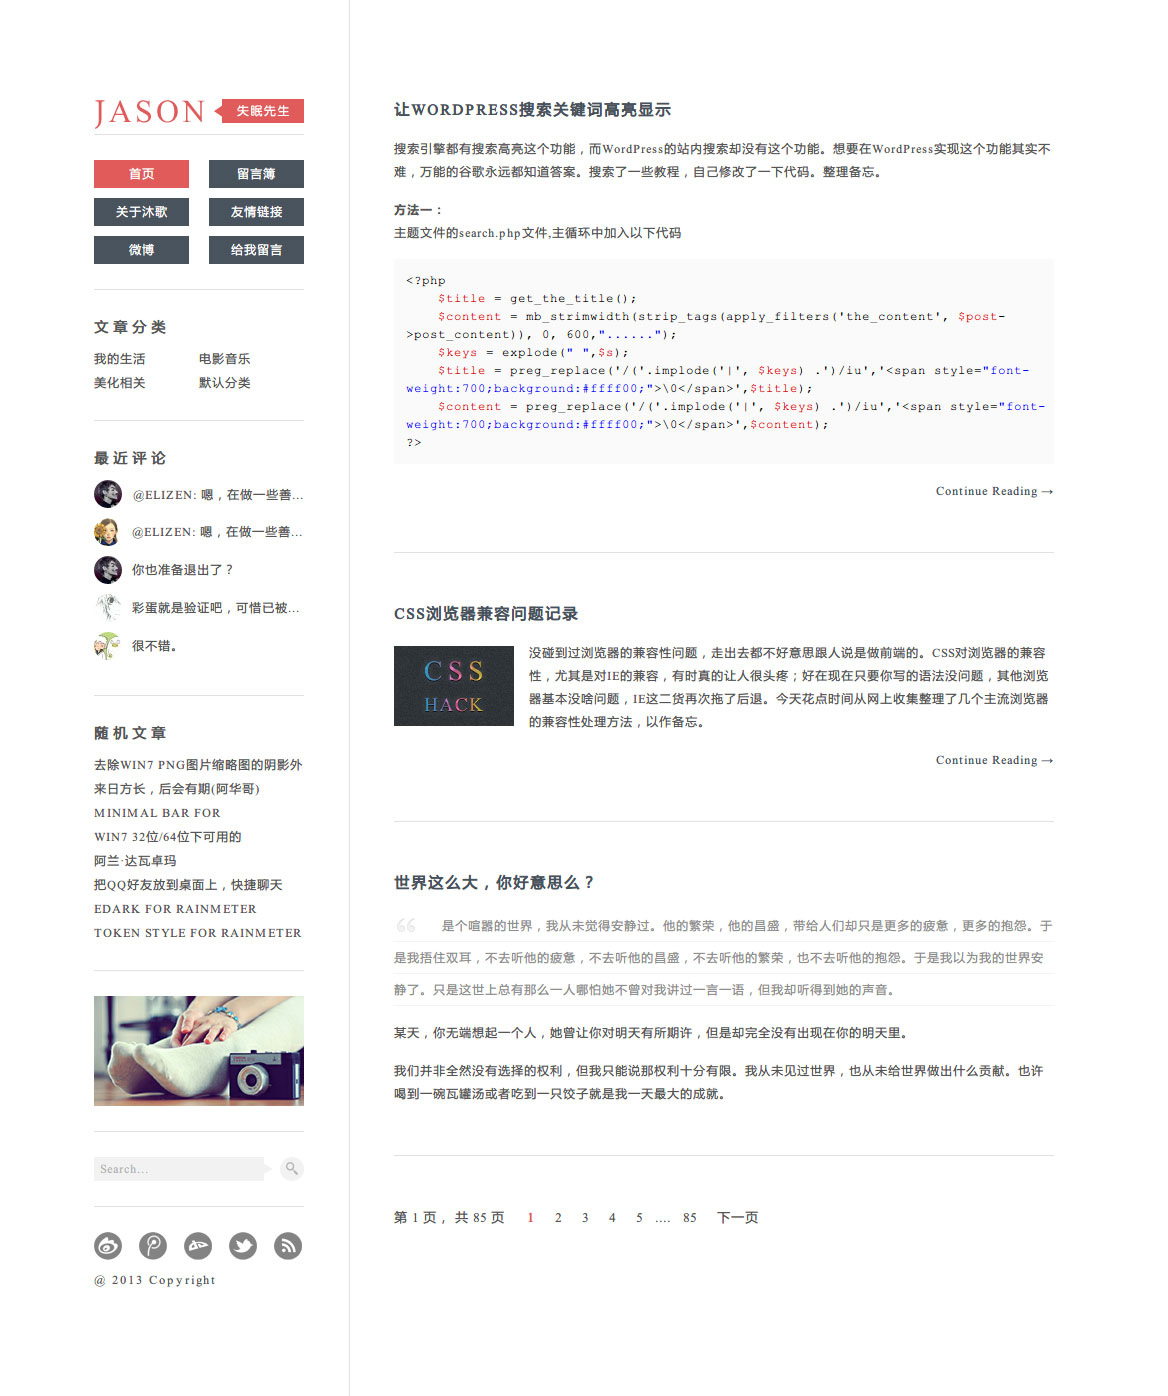 JASON 失眠先生
首页 留言簿
关于沐歌 友情链接
微博 给我留言
文章分类
我的生活 电影音乐
美化相关 默认分类
最近评论
@ELIZEN: 嗯，在做一些善...
@ELIZEN: 嗯，在做一些善...
你也准备退出了？
彩蛋就是验证吧，可惜已被...
很不错。
随机文章
去除WIN7 PNG图片缩略图的阴影外
来日方长，后会有期(阿华哥)
MINIMAL BAR FOR
WIN7 32位/64位下可用的
阿兰·达瓦卓玛
把QQ好友放到桌面上，快捷聊天
EDARK FOR RAINMETER
TOKEN STYLE FOR RAINMETER
Search...
@ 2013 Copyright
让WORDPRESS搜索关键词高亮显示
搜索引擎都有搜索高亮这个功能，而WordPress的站内搜索却没有这个功能。想要在WordPress实现这个功能其实不
难，万能的谷歌永远都知道答案。搜索了一些教程，自己修改了一下代码。整理备忘。
方法一：
主题文件的search.php文件,主循环中加入以下代码
<?php
$title = get_the_title();
$content = mb_strimwidth(strip_tags(apply_filters('the_content', $post-
>post_content)), 0, 600,"......");
$keys = explode(" ",$s);
$title = preg_replace('/('.implode('|', $keys) .')/iu','<span style="font-
weight:700;background:#ffff00;">\0</span>',$title);
$content = preg_replace('/('.implode('|', $keys) .')/iu','<span style="font-
weight:700;background:#ffff00;">\0</span>',$content);
?>
Continue Reading →
CSS浏览器兼容问题记录
CSS
HACK
没碰到过浏览器的兼容性问题，走出去都不好意思跟人说是做前端的。CSS对浏览器的兼容
性，尤其是对IE的兼容，有时真的让人很头疼；好在现在只要你写的语法没问题，其他浏览
器基本没啥问题，IE这二货再次拖了后退。今天花点时间从网上收集整理了几个主流浏览器
的兼容性处理方法，以作备忘。
Continue Reading →
世界这么大，你好意思么？
是个喧嚣的世界，我从未觉得安静过。他的繁荣，他的昌盛，带给人们却只是更多的疲惫，更多的抱怨。于
是我捂住双耳，不去听他的疲惫，不去听他的昌盛，不去听他的繁荣，也不去听他的抱怨。于是我以为我的世界安
静了。只是这世上总有那么一人哪怕她不曾对我讲过一言一语，但我却听得到她的声音。
某天，你无端想起一个人，她曾让你对明天有所期许，但是却完全没有出现在你的明天里。
我们并非全然没有选择的权利，但我只能说那权利十分有限。我从未见过世界，也从未给世界做出什么贡献。也许
喝到一碗瓦罐汤或者吃到一只饺子就是我一天最大的成就。
第 1 页，共 85 页 1 2 3 4 5 .... 85 下一页